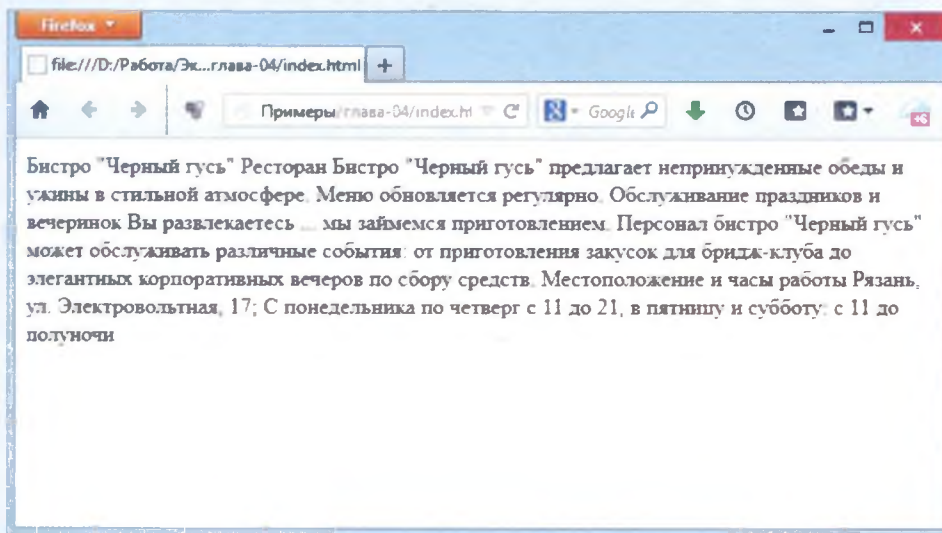 Firefox
file:///D:/Работа/Эк...глава-04/index.html +
Примеры/глава-04/index.ht Google +6
Бистро "Черный гусь" Ресторан Бистро "Черный гусь" предлагает непринужденные обеды и
ужины в стильной атмосфере. Меню обновляется регулярно. Обслуживание праздников и
вечеринок Вы развлекаетесь ... мы займемся приготовлением. Персонал бистро "Черный гусь"
может обслуживать различные события: от приготовления закусок для бридж-клуба до
элегантных корпоративных вечеров по сбору средств. Местоположение и часы работы Рязань,
ул. Электровольтная, 17; С понедельника по четверг с 11 до 21, в пятницу и субботу: с 11 до
полуночи